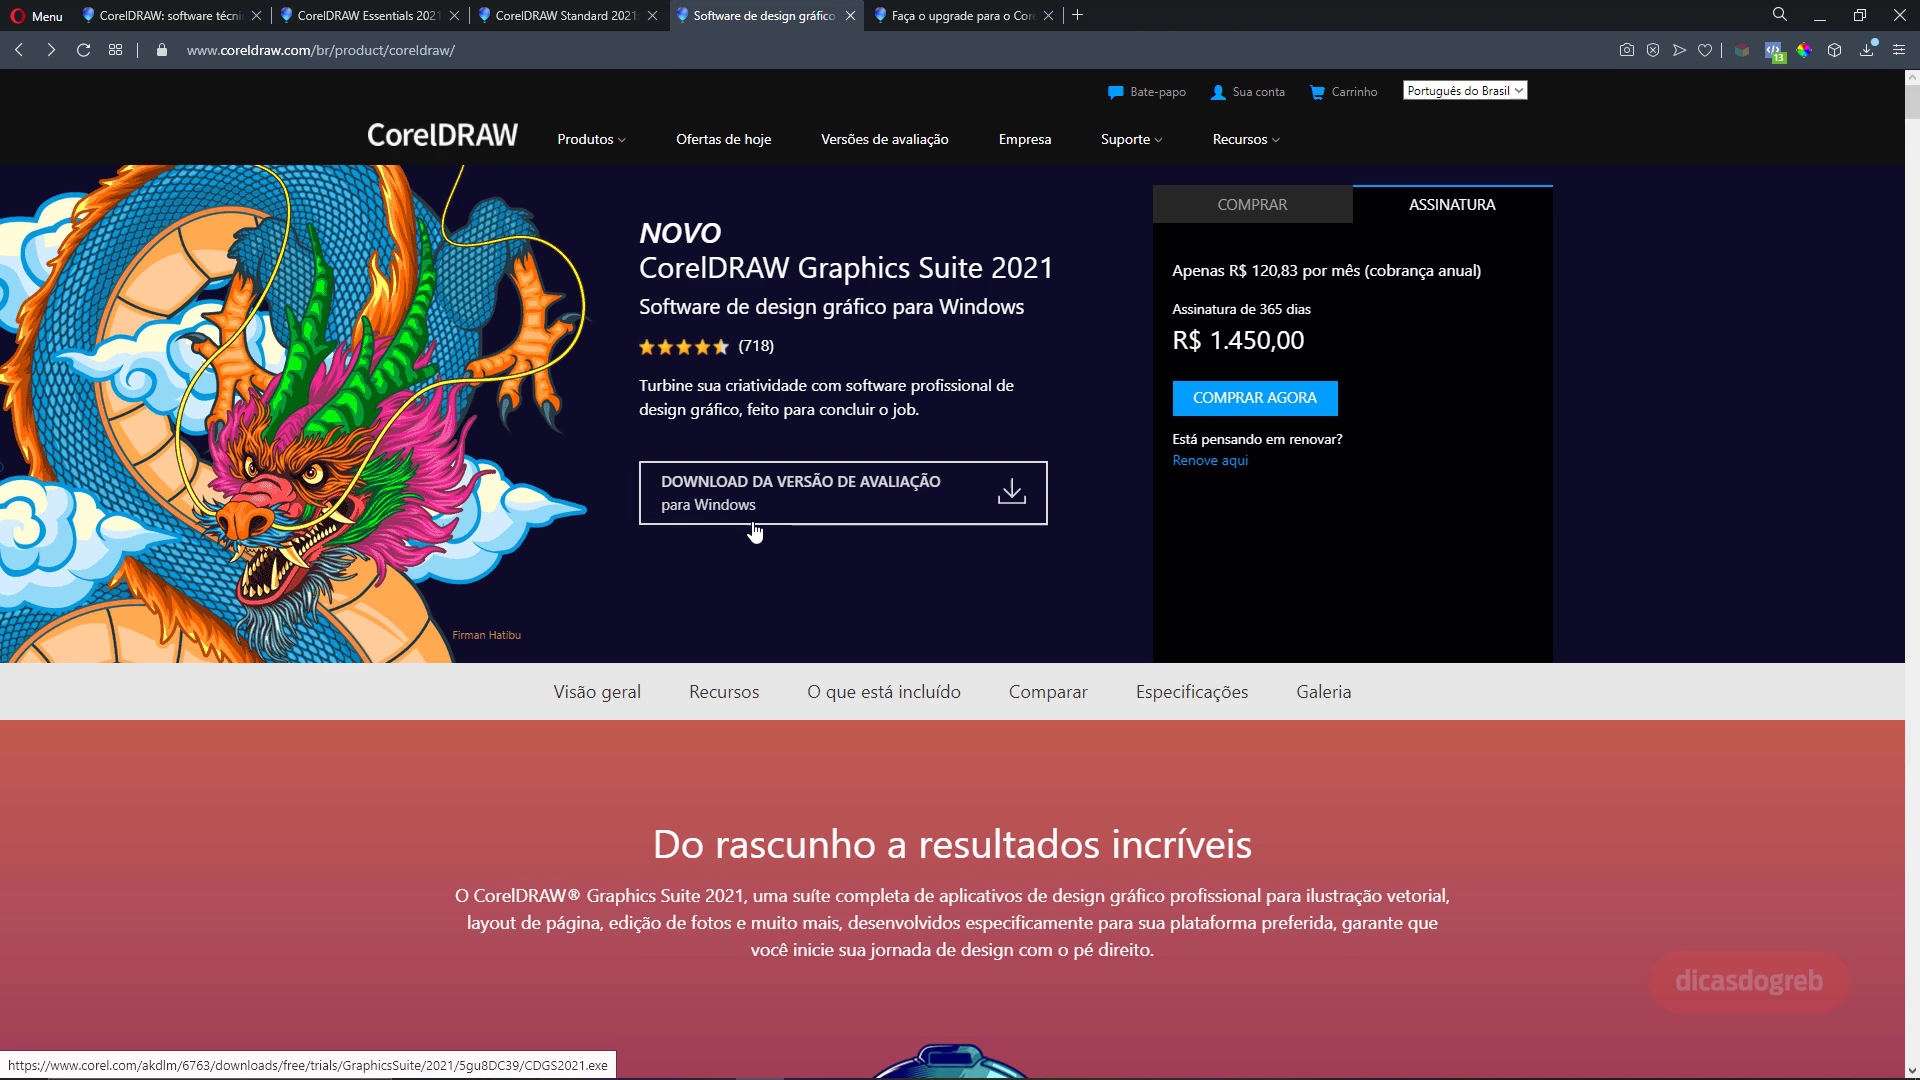 Menu
CorelDRAW: software técni
CorelDRAW Essentials 2021
CorelDRAW Standard 2021:
Software de design gráfico
Faça o upgrade para o Core
www.coreldraw.com/br/product/coreldraw/
13
Bate-papo
Sua conta
Carrinho
Português do Brasil
CorelDRAW
Produtos
Ofertas de hoje
Versões de avaliação
Empresa
Suporte
Recursos
NOVO
CorelDRAW Graphics Suite 2021
Software de design gráfico para Windows
(718)
Turbine sua criatividade com software profissional de
design gráfico, feito para concluir o job.
DOWNLOAD DA VERSÃO DE AVALIAÇÃO
para Windows
Firman Hatibu
COMPRAR
ASSINATURA
Apenas R$ 120,83 por mês (cobrança anual)
Assinatura de 365 dias
R$ 1.450,00
COMPRAR AGORA
Está pensando em renovar?
Renove aqui
Visão geral
Recursos
O que está incluído
Comparar
Especificações
Galeria
Do rascunho a resultados incríveis
O CorelDRAW® Graphics Suite 2021, uma suíte completa de aplicativos de design gráfico profissional para ilustração vetorial,
layout de página, edição de fotos e muito mais, desenvolvidos especificamente para sua plataforma preferida, garante que
você inicie sua jornada de design com o pé direito.
dicasdogreb
https://www.corel.com/akdlm/6763/downloads/free/trials/GraphicsSuite/2021/5gu8DC39/CDGS2021.exe